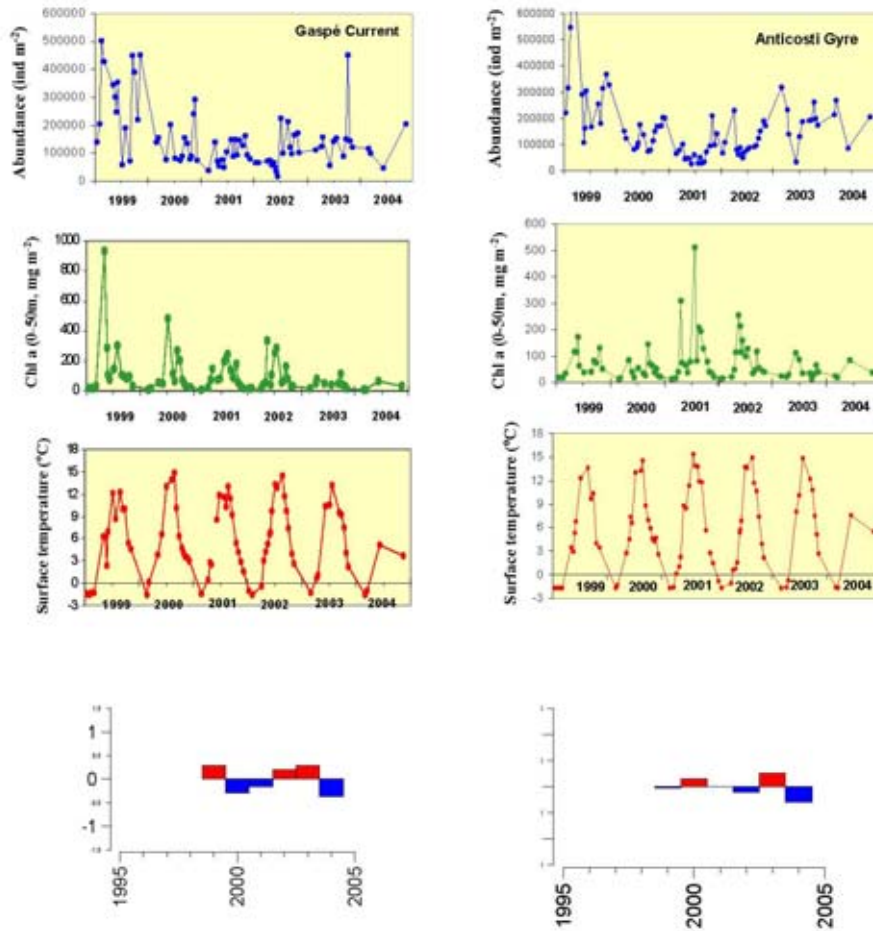 Gaspé Current
Abundance (ind m-2)
600000
500000
400000
300000
200000
100000
0
1999 2000 2001 2002 2003 2004
Anticosti Gyre
Abundance (ind m-2)
600000
500000
400000
300000
200000
100000
0
1999 2000 2001 2002 2003 2004
Chl a (0-50m, mg m-2)
1000
800
600
400
200
0
1999 2000 2001 2002 2003 2004
Chl a (0-50m, mg m-2)
600
500
400
300
200
100
0
1999 2000 2001 2002 2003 2004
Surface temperature (°C)
18
15
12
9
6
3
0
-3
1999 2000 2001 2002 2003 2004
Surface temperature (°C)
18
15
12
9
6
3
0
-3
1999 2000 2001 2002 2003 2004
1
0
-1
1995 2000 2005
1995 2000 2005